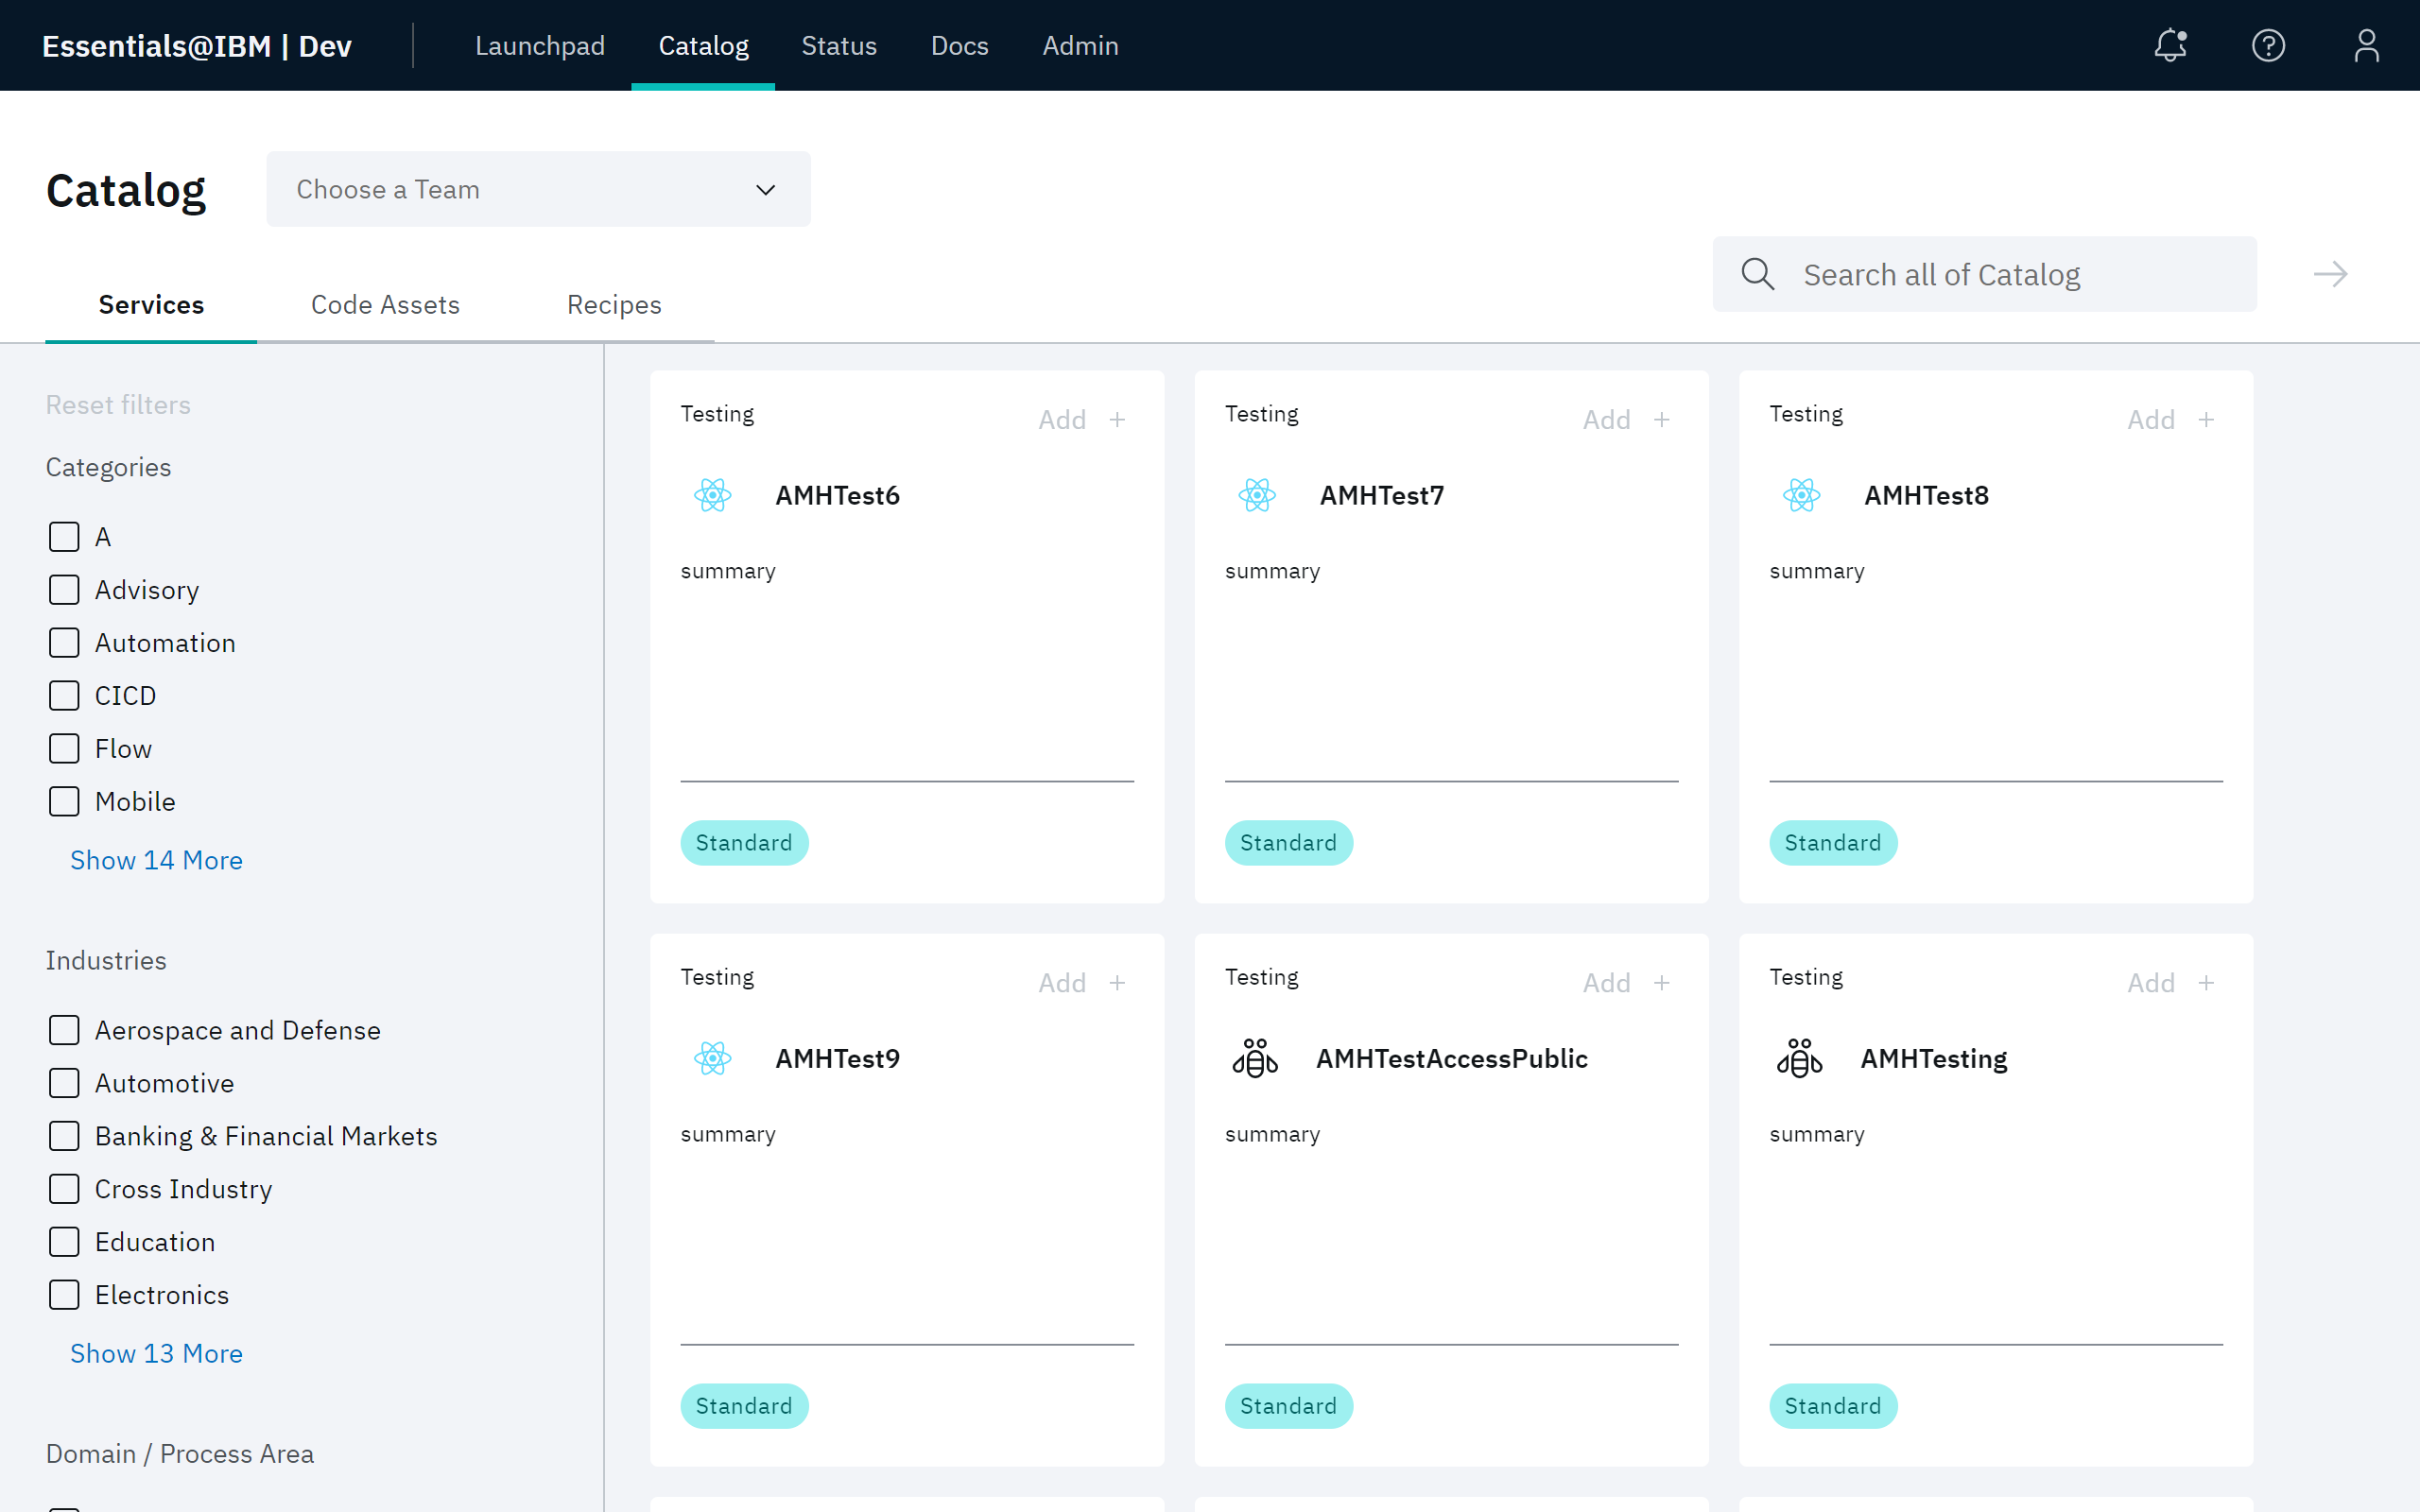 Essentials@IBM | Dev
Launchpad
Catalog
Status
Docs
Admin
Catalog
Choose a Team
Search all of Catalog
Services
Code Assets
Recipes
Reset filters
Categories
A
Advisory
Automation
CICD
Flow
Mobile
Show 14 More
Industries
Aerospace and Defense
Automotive
Banking & Financial Markets
Cross Industry
Education
Electronics
Show 13 More
Domain / Process Area
Testing
Add +
AMHTest6
summary
Standard
Testing
Add +
AMHTest7
summary
Standard
Testing
Add +
AMHTest8
summary
Standard
Testing
Add +
AMHTest9
summary
Standard
Testing
Add +
AMHTestAccessPublic
summary
Standard
Testing
Add +
AMHTesting
summary
Standard